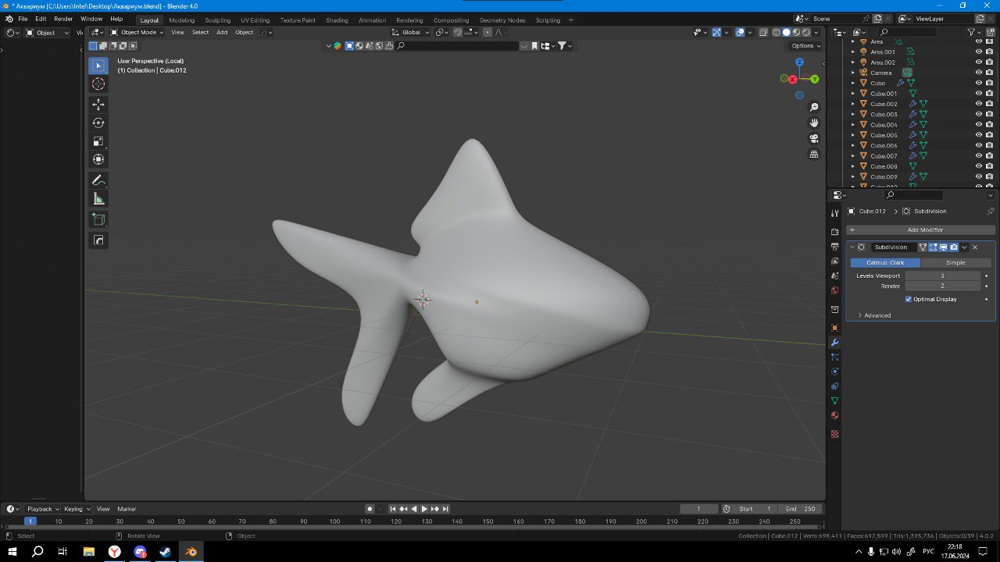 * Аквариум [C:\Users\Intel\Desktop\Аквариум.blend] - Blender 4.0
File Edit Render Window Help Layout Modeling Sculpting UV Editing Texture Paint Shading Animation Rendering Compositing Geometry Nodes Scripting + Scene ViewLayer
Object Vi Object Mode View Select Add Object Global
Options
User Perspective (Local)
(1) Collection | Cube.012
Z
X Y
Area
Area.001
Area.002
Camera
Cube
Cube.001
Cube.002
Cube.003
Cube.004
Cube.005
Cube.006
Cube.007
Cube.008
Cube.009
Cube.010
Cube.012 > Subdivision
+ Add Modifier
Subdivision
Catmull-Clark Simple
Levels Viewport 3
Render 2
Optimal Display
Advanced
Playback Keying View Marker 1 Start 1 End 250
1 10 20 30 40 50 60 70 80 90 100 110 120 130 140 150 160 170 180 190 200 210 220 230 240 250
Select Rotate View Object Collection | Cube.012 | Verts:698,411 | Faces:697,599 | Tris:1,395,736 | Objects:0/39 | 4.0.2
РУС 22:18
17.06.2024